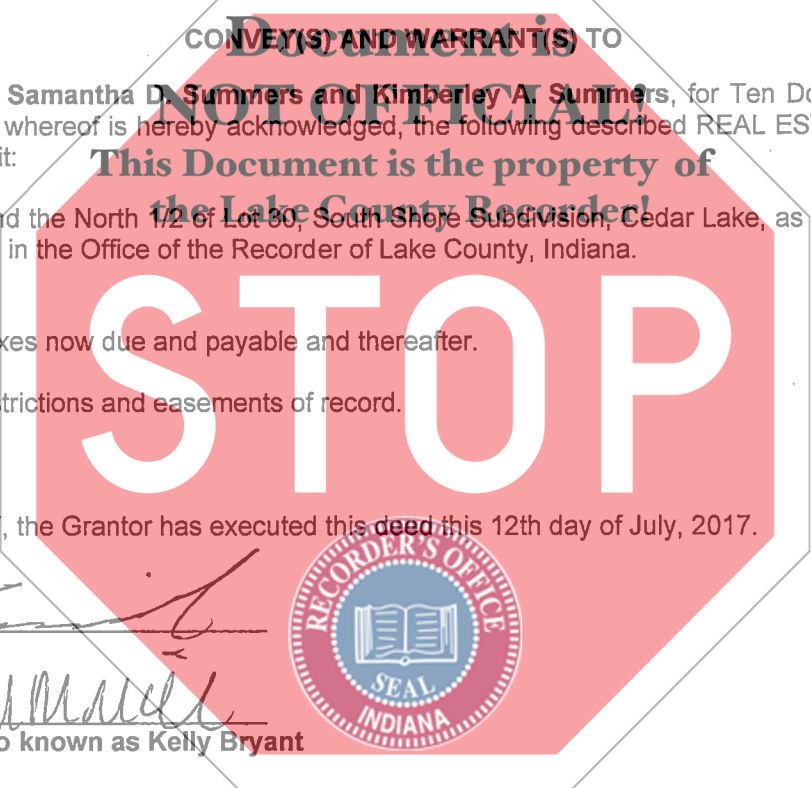 CONVEY(S) AND WARRANT(S) TO
Document is
Samantha D. Summers and Kimberley A. Summers, for Ten Do
NOT OFFICIAL!
whereof is hereby acknowledged, the following described REAL ES
it:
This Document is the property of
the Lake County Recorder!
d the North 1/2 of Lot 30, South Shore Subdivision, Cedar Lake, as
in the Office of the Recorder of Lake County, Indiana.
STOP
xes now due and payable and thereafter.
trictions and easements of record.
, the Grantor has executed this deed this 12th day of July, 2017.
RECORDER'S OFFICE
SEAL
INDIANA
o known as Kelly Bryant